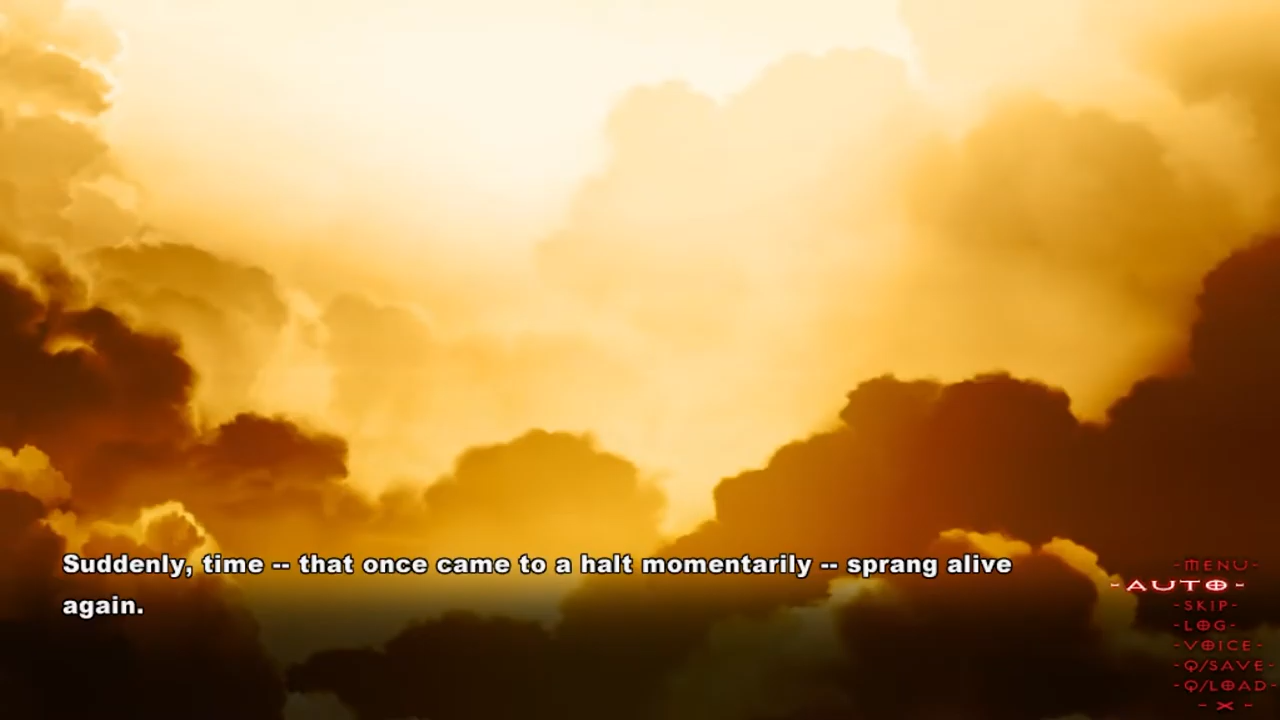 Suddenly, time -- that once came to a halt momentarily -- sprang alive
again.
-MENU-
-AUTO-
-SKIP-
-LOG-
-VOICE-
-Q/SAVE-
-Q/LOAD-
- X -